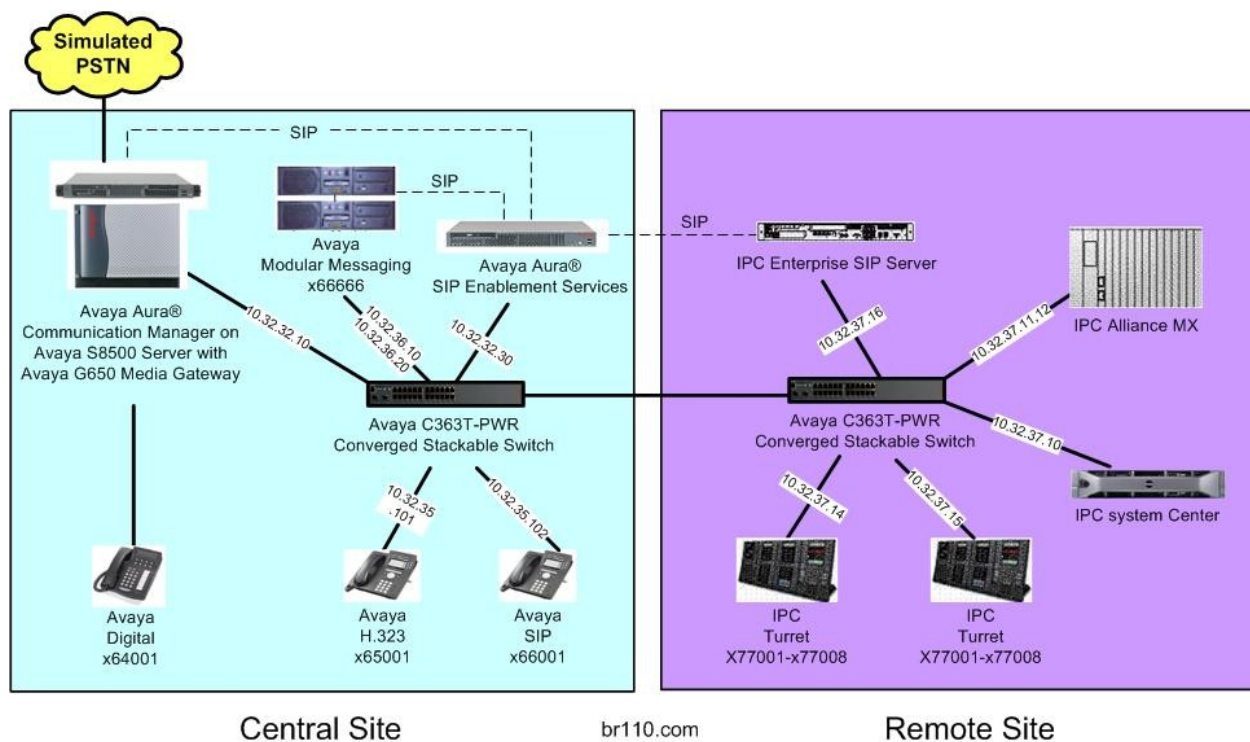 Simulated
PSTN
SIP
SIP
SIP
Avaya
Modular Messaging
x66666
Avaya Aura®
SIP Enablement Services
IPC Enterprise SIP Server
IPC Alliance MX
Avaya Aura®
Communication Manager on
Avaya S8500 Server with
Avaya G650 Media Gateway
10.32.32.10
10.32.36.10
10.32.36.20
10.32.32.30
10.32.37.16
10.32.37.11,12
Avaya C363T-PWR
Converged Stackable Switch
Avaya C363T-PWR
Converged Stackable Switch
10.32.37.10
10.32.35
.101
10.32.35.102
10.32.37.14
10.32.37.15
IPC system Center
Avaya
Digital
x64001
Avaya
H.323
x65001
Avaya
SIP
x66001
IPC
Turret
X77001-x77008
IPC
Turret
X77001-x77008
Central Site
br110.com
Remote Site